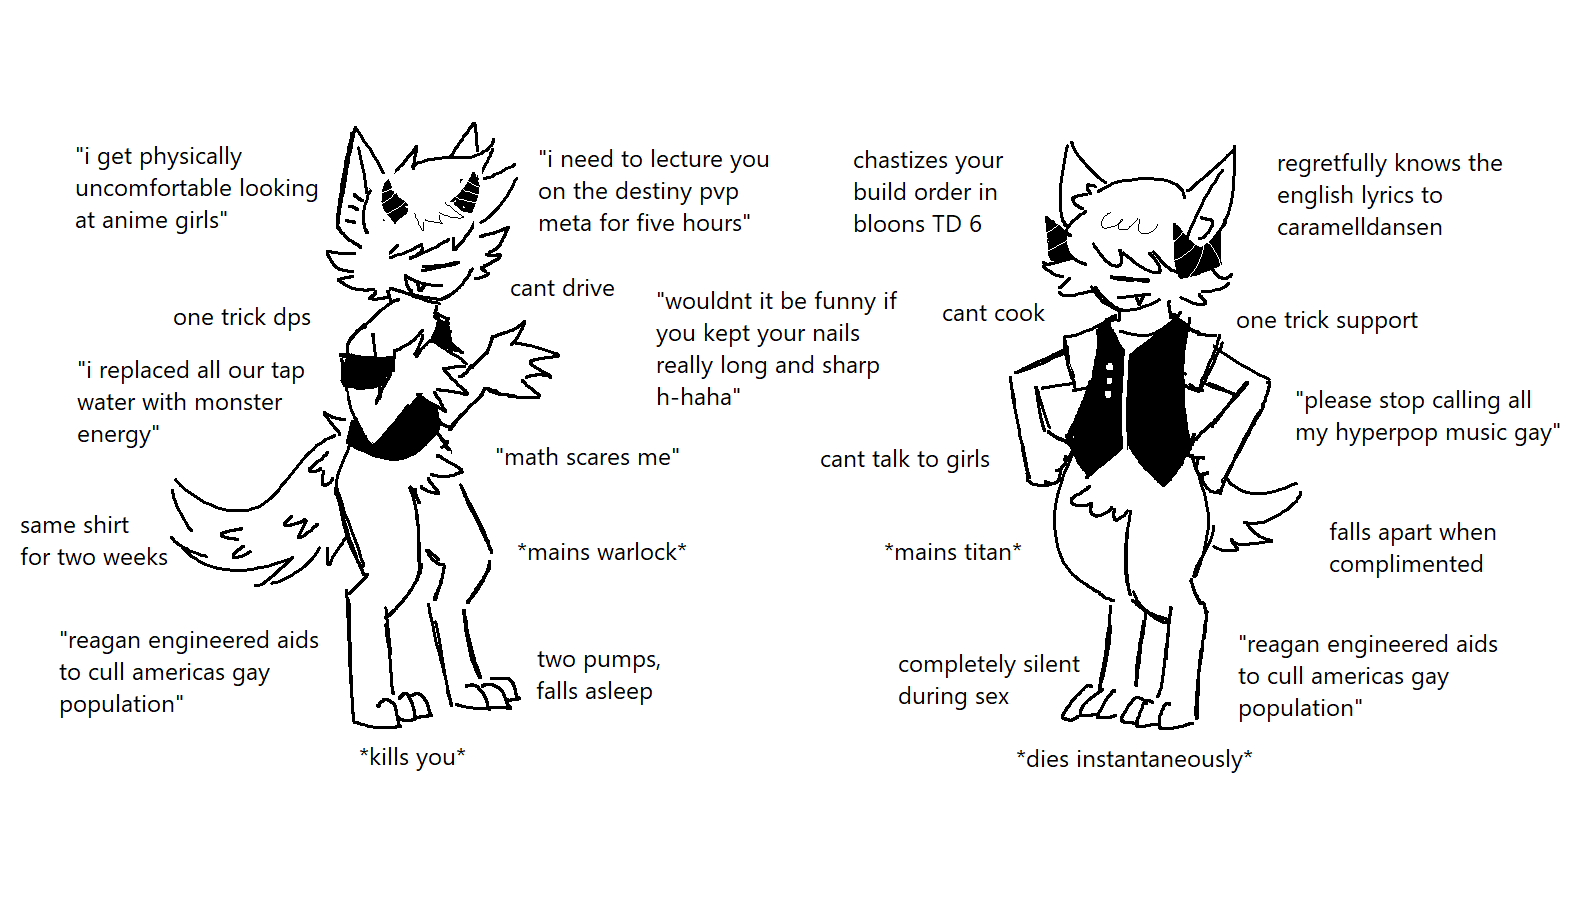 "i get physically
uncomfortable looking
at anime girls"
"i need to lecture you
on the destiny pvp
meta for five hours"
cant drive
one trick dps
"i replaced all our tap
water with monster
energy"
"wouldnt it be funny if
you kept your nails
really long and sharp
h-haha"
"math scares me"
same shirt
for two weeks
*mains warlock*
"reagan engineered aids
to cull americas gay
population"
two pumps,
falls asleep
*kills you*
chastizes your
build order in
bloons TD 6
regretfully knows the
english lyrics to
caramelldansen
cant cook
one trick support
"please stop calling all
my hyperpop music gay"
cant talk to girls
*mains titan*
falls apart when
complimented
completely silent
during sex
"reagan engineered aids
to cull americas gay
population"
*dies instantaneously*